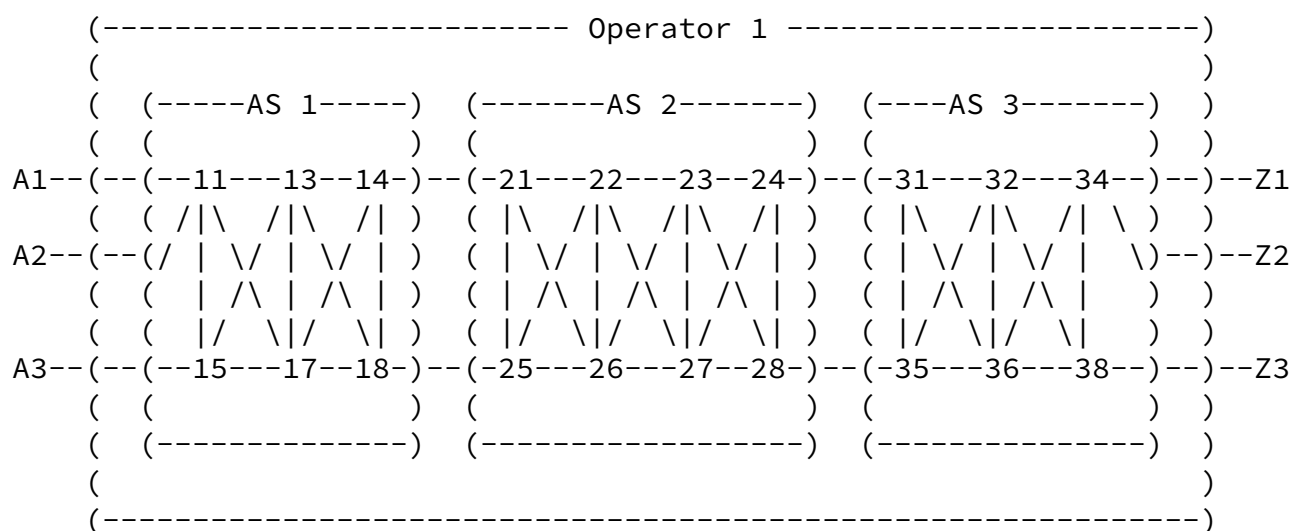 (-------------------------- Operator 1 -----------------------)
(                                                             )
(  (-----AS 1-----)  (-------AS 2-------)  (----AS 3-------)  )
(  (              )  (                  )  (               )  )
A1--(--(--11---13--14-)--(-21---22---23--24-)--(-31---32---34--)--)--Z1
(  ( /|\  /|\  /| )  ( |\  /|\  /|\  /| )  ( |\  /|\  /| \ )  )
A2--(--(/ | \/ | \/ | )  ( | \/ | \/ | \/ | )  ( | \/ | \/ |  \)--)--Z2
(  (  | /\ | /\ | )  ( | /\ | /\ | /\ | )  ( | /\ | /\ |   )  )
(  (  |/  \|/  \| )  ( |/  \|/  \|/  \| )  ( |/  \|/  \|   )  )
A3--(--(--15---17--18-)--(-25---26---27--28-)--(-35---36---38--)--)--Z3
(  (              )  (                  )  (               )  )
(  (--------------)  (------------------)  (---------------)  )
(                                                             )
(-------------------------------------------------------------)